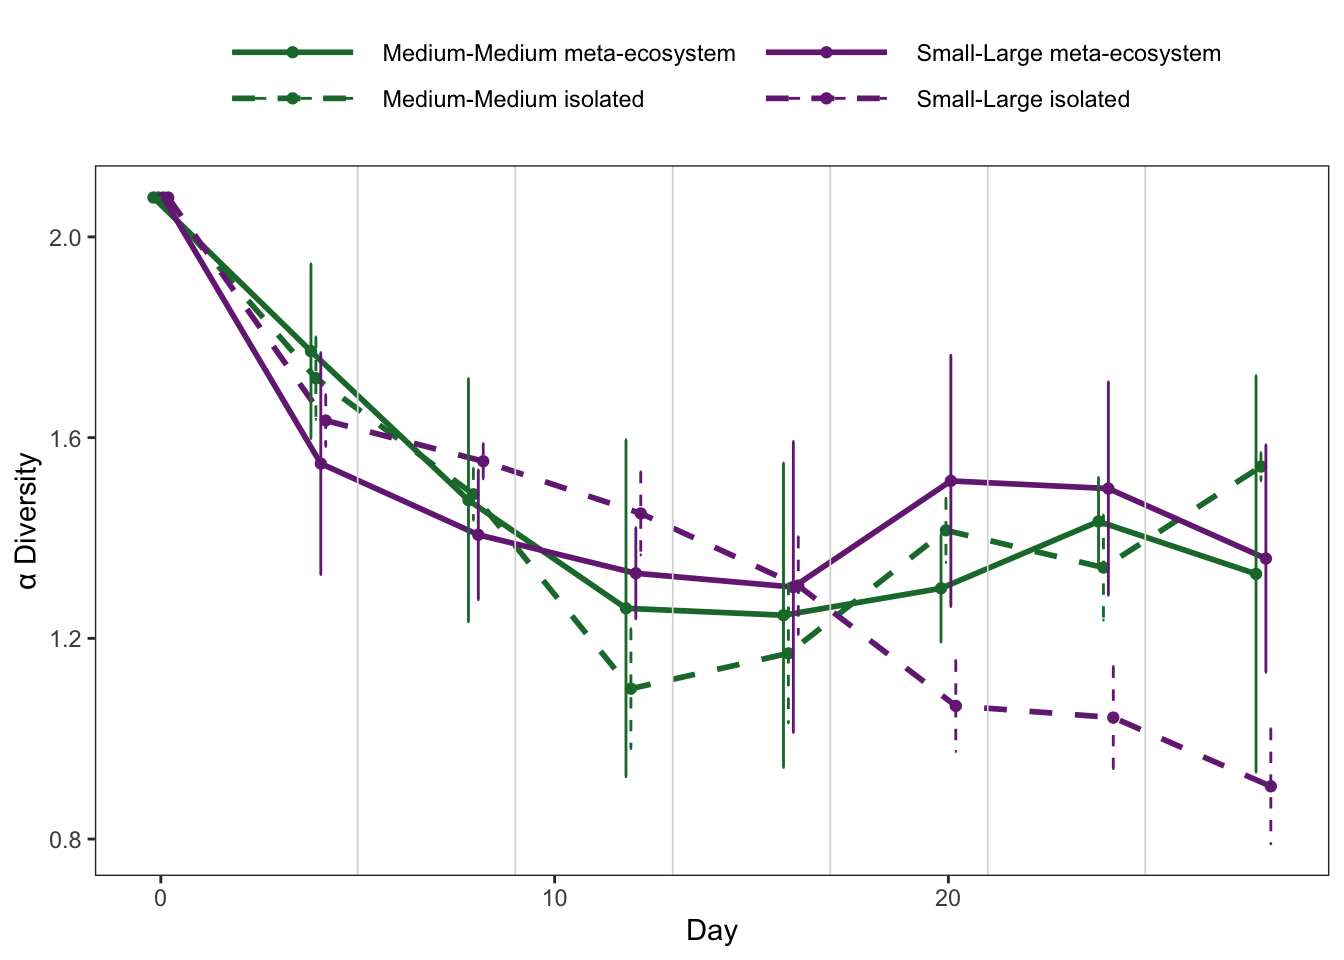 Medium-Medium meta-ecosystem Small-Large meta-ecosystem
Medium-Medium isolated Small-Large isolated
2.0
1.6
1.2
0.8
α Diversity
0 10 20
Day